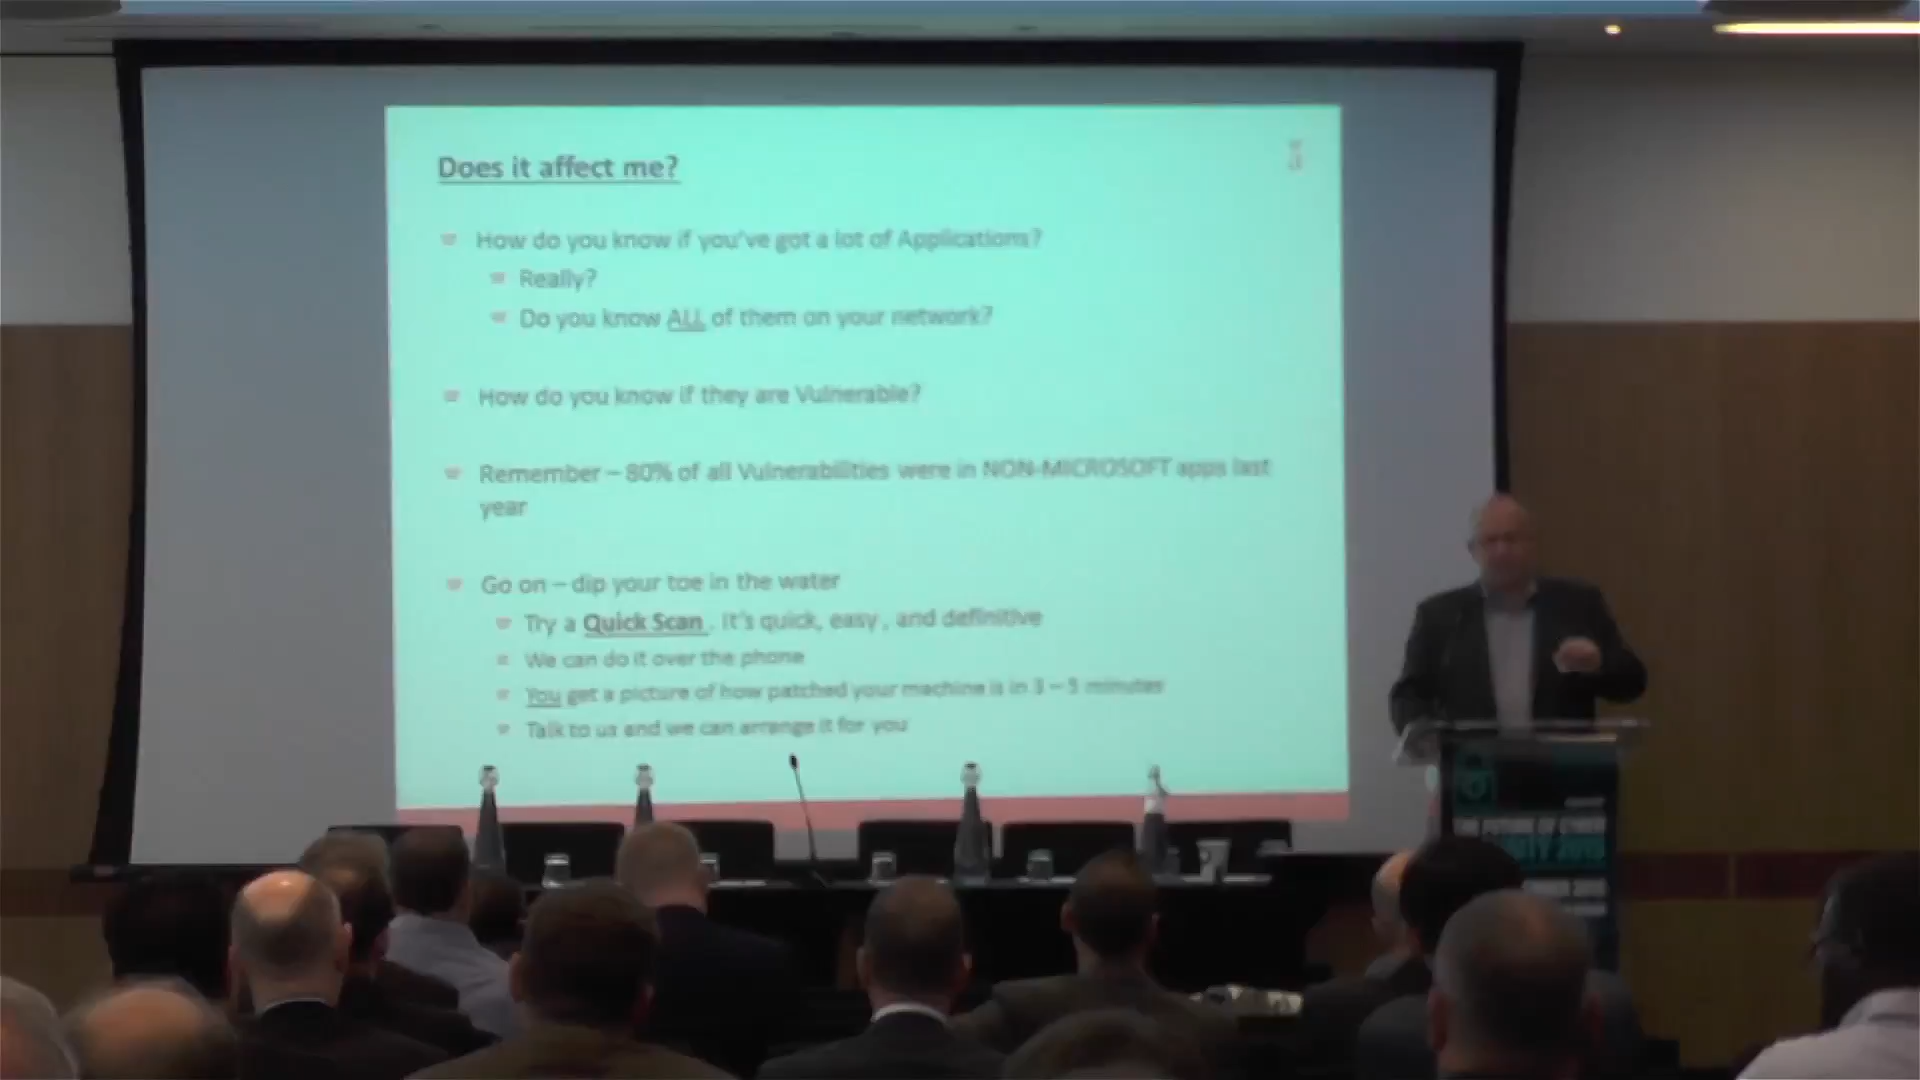 Does it affect me?
How do you know if you've got a lot of Applications?
Really?
Do you know ALL of them on your network?
How do you know if they are Vulnerable?
Remember – 80% of all Vulnerabilities were in NON-MICROSOFT apps last
year
Go on – dip your toe in the water
Try a Quick Scan . It's quick, easy , and definitive
We can do it over the phone
You get a picture of how patched your machine is in 3 – 5 minutes
Talk to us and we can arrange it for you
THE FUTURE OF CYBER